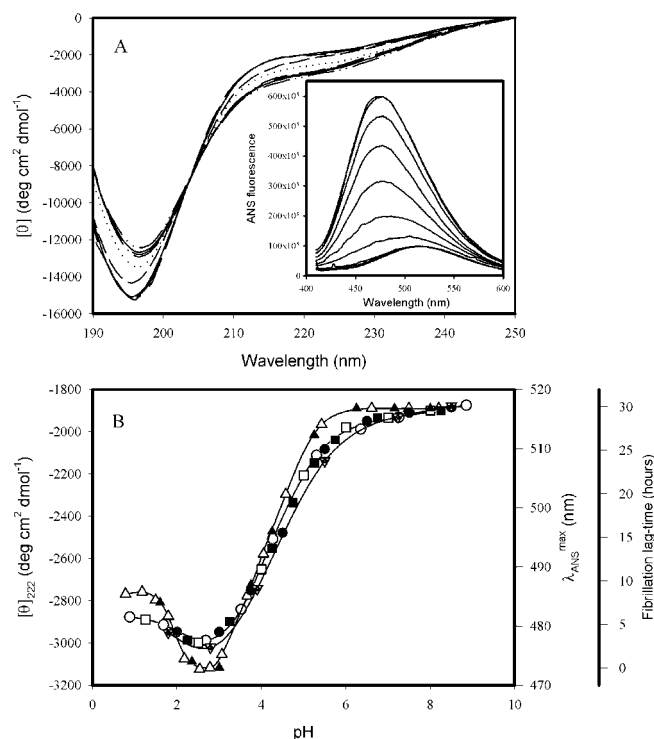 A
0
-2000
-4000
-6000
-8000
-10000
-12000
-14000
-16000
[θ] (deg cm² dmol⁻¹)
190 200 210 220 230 240 250
Wavelength (nm)
600x10⁵
500x10⁵
400x10⁵
300x10⁵
200x10⁵
100x10⁵
0
ANS fluorescence
400 450 500 550 600
Wavelength (nm)
B
-1800
-2000
-2200
-2400
-2600
-2800
-3000
-3200
[θ]₂₂₂ (deg cm² dmol⁻¹)
0 2 4 6 8 10
pH
520
510
500
490
480
470
λ_ANS^max (nm)
30
25
20
15
10
5
0
Fibrillation lag-time (hours)